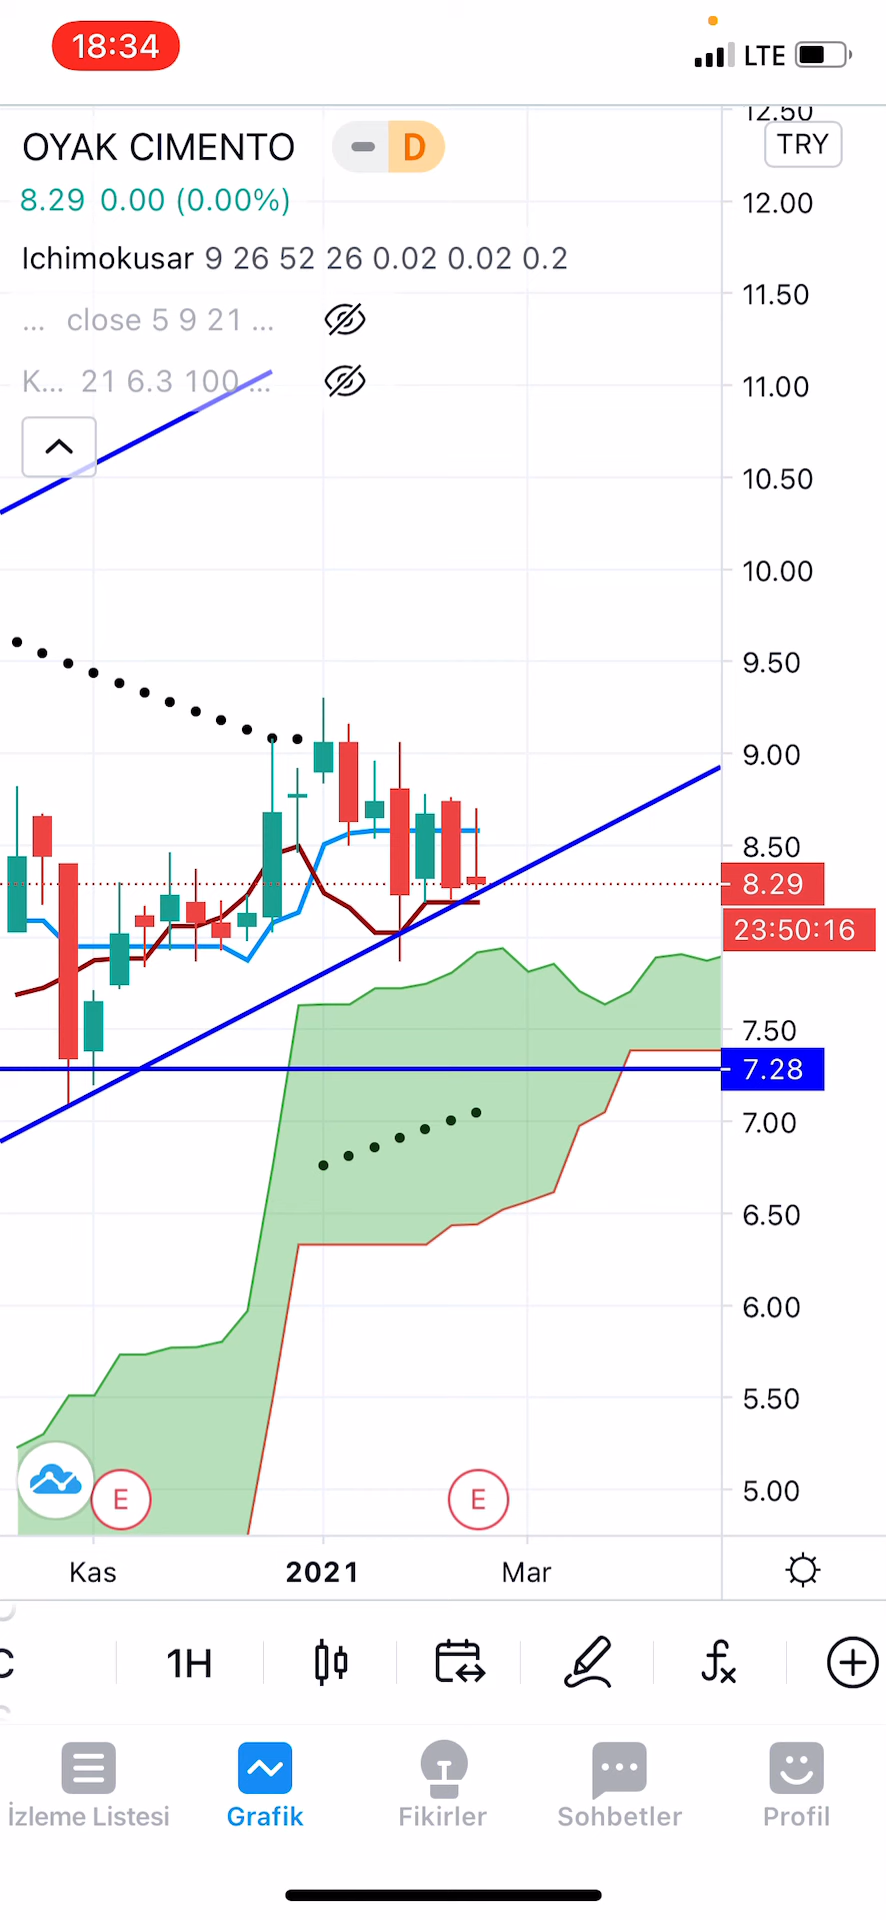 18:34
LTE
12.50
OYAK CIMENTO
D
TRY
8.29 0.00 (0.00%)
12.00
Ichimokusar 9 26 52 26 0.02 0.02 0.2
11.50
... close 5 9 21 ...
K... 21 6.3 100 ...
11.00
10.50
10.00
9.50
9.00
8.50
8.29
23:50:16
7.50
7.28
7.00
6.50
6.00
5.50
5.00
E
E
Kas
2021
Mar
C
1H
İzleme Listesi
Grafik
Fikirler
Sohbetler
Profil